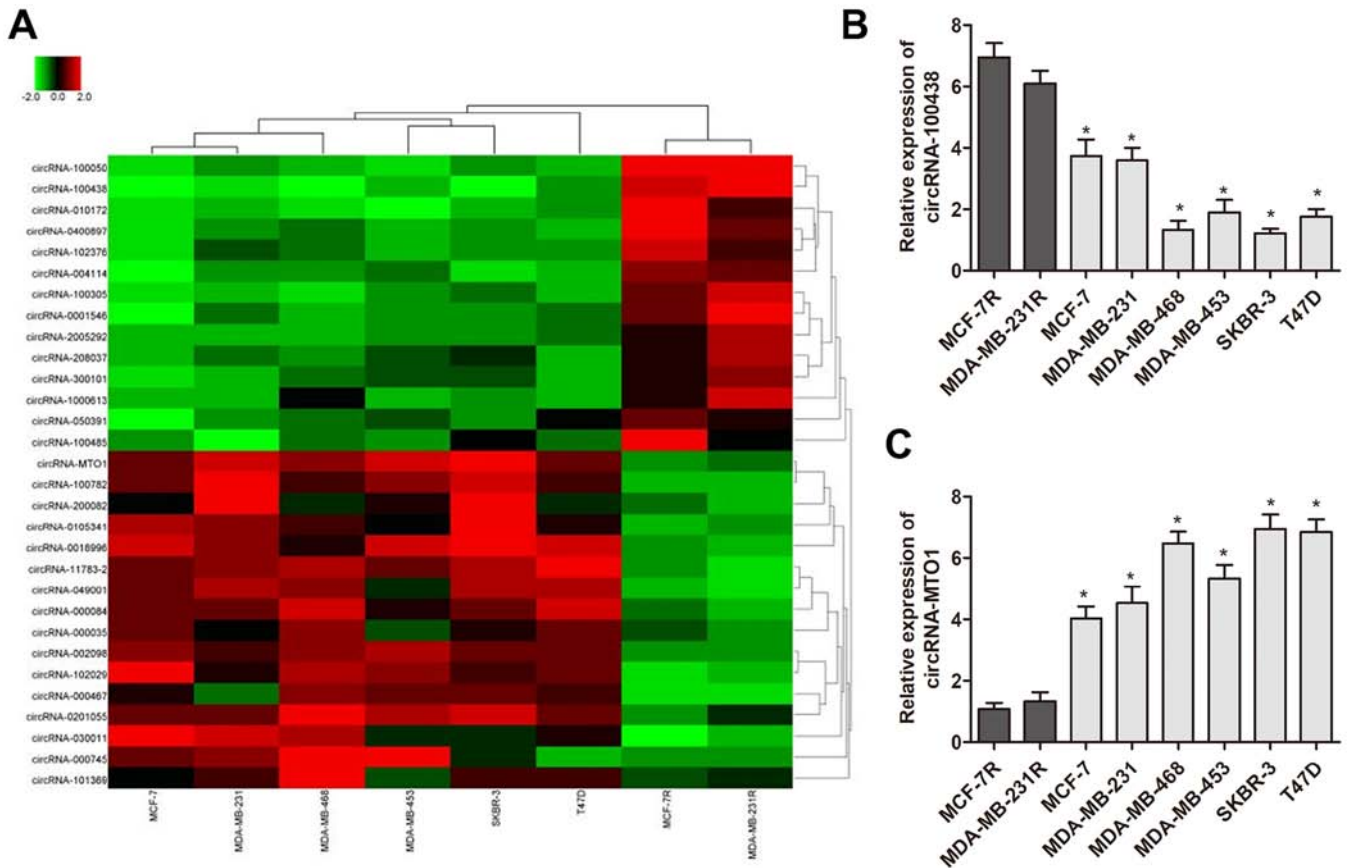 A
-2.0 0.0 2.0
circRNA-100050
circRNA-100438
circRNA-010172
circRNA-0400897
circRNA-102376
circRNA-004114
circRNA-100305
circRNA-0001546
circRNA-2005292
circRNA-208037
circRNA-300101
circRNA-1000613
circRNA-050391
circRNA-100485
circRNA-MTO1
circRNA-100782
circRNA-200082
circRNA-0105341
circRNA-0018996
circRNA-11783-2
circRNA-049001
circRNA-000084
circRNA-000035
circRNA-002098
circRNA-102029
circRNA-000467
circRNA-0201055
circRNA-030011
circRNA-000745
circRNA-101369
MCF-7
MDA-MB-231
MDA-MB-468
MDA-MB-453
SKBR-3
T47D
MCF-7R
MDA-MB-231R
B
Relative expression of
circRNA-100438
8
6
4
2
0
* * * * * *
MCF-7R
MDA-MB-231R
MCF-7
MDA-MB-231
MDA-MB-468
MDA-MB-453
SKBR-3
T47D
C
Relative expression of
circRNA-MTO1
8
6
4
2
0
* * * * * *
MCF-7R
MDA-MB-231R
MCF-7
MDA-MB-231
MDA-MB-468
MDA-MB-453
SKBR-3
T47D